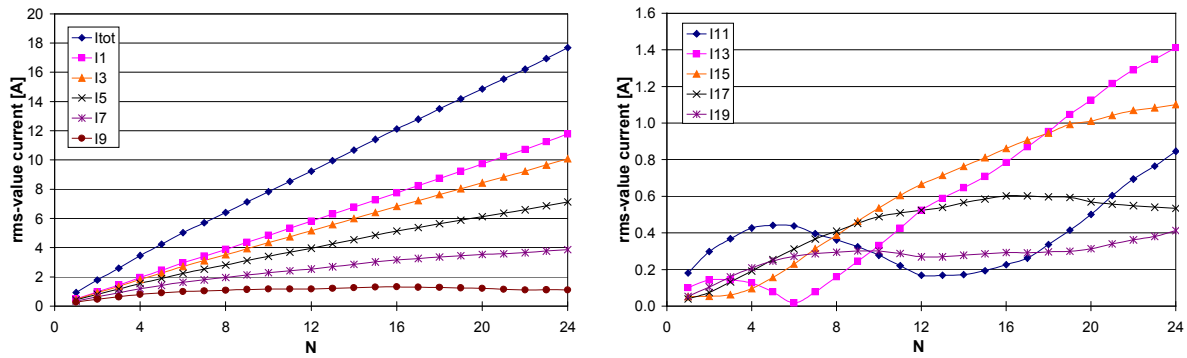 rms-value current [A]
20
18
16
14
12
10
8
6
4
2
0
Itot
I1
I3
I5
I7
I9
0 4 8 12 16 20 24
N
rms-value current [A]
1.6
1.4
1.2
1.0
0.8
0.6
0.4
0.2
0.0
I11
I13
I15
I17
I19
0 4 8 12 16 20 24
N